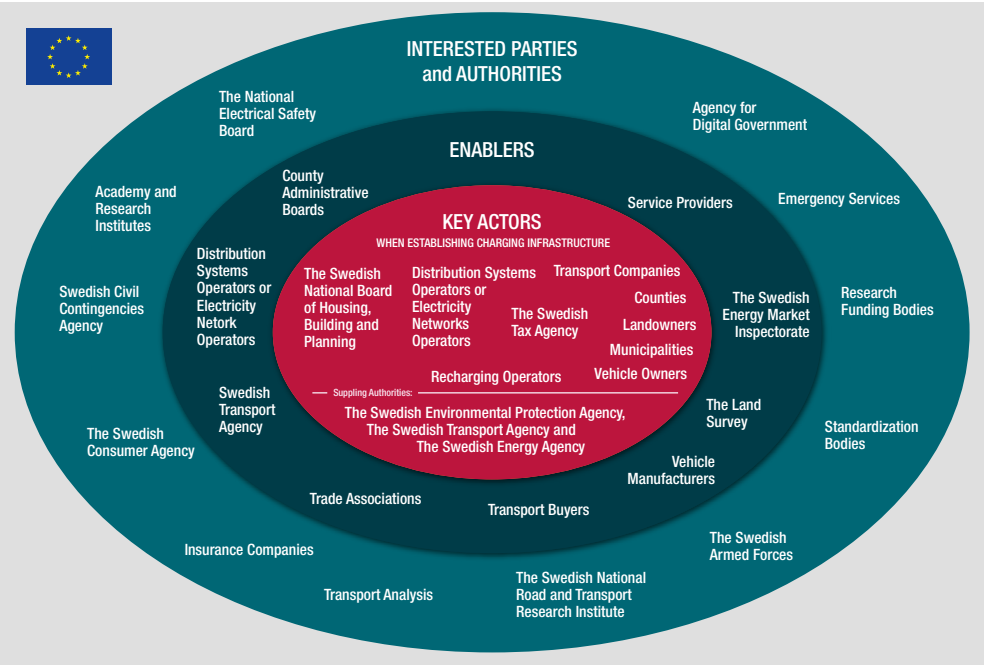 INTERESTED PARTIES
and AUTHORITIES
The National
Electrical Safety
Board
Agency for
Digital Government
Academy and
Research
Institutes
Emergency Services
Swedish Civil
Contingencies
Agency
Research
Funding Bodies
The Swedish
Consumer Agency
Standardization
Bodies
Insurance Companies
The Swedish
Armed Forces
Transport Analysis
The Swedish National
Road and Transport
Research Institute
ENABLERS
County
Administrative
Boards
Service Providers
Distribution
Systems
Operators or
Electricity
Netork
Operators
The Swedish
Energy Market
Inspectorate
Swedish
Transport
Agency
The Land
Survey
Vehicle
Manufacturers
Trade Associations
Transport Buyers
KEY ACTORS
WHEN ESTABLISHING CHARGING INFRASTRUCTURE
The Swedish
National Board
of Housing,
Building and
Planning
Distribution Systems
Operators or
Electricity
Networks
Operators
Transport Companies
Counties
The Swedish
Tax Agency
Landowners
Municipalities
Recharging Operators
Vehicle Owners
Suppling Authorities:
The Swedish Environmental Protection Agency,
The Swedish Transport Agency and
The Swedish Energy Agency